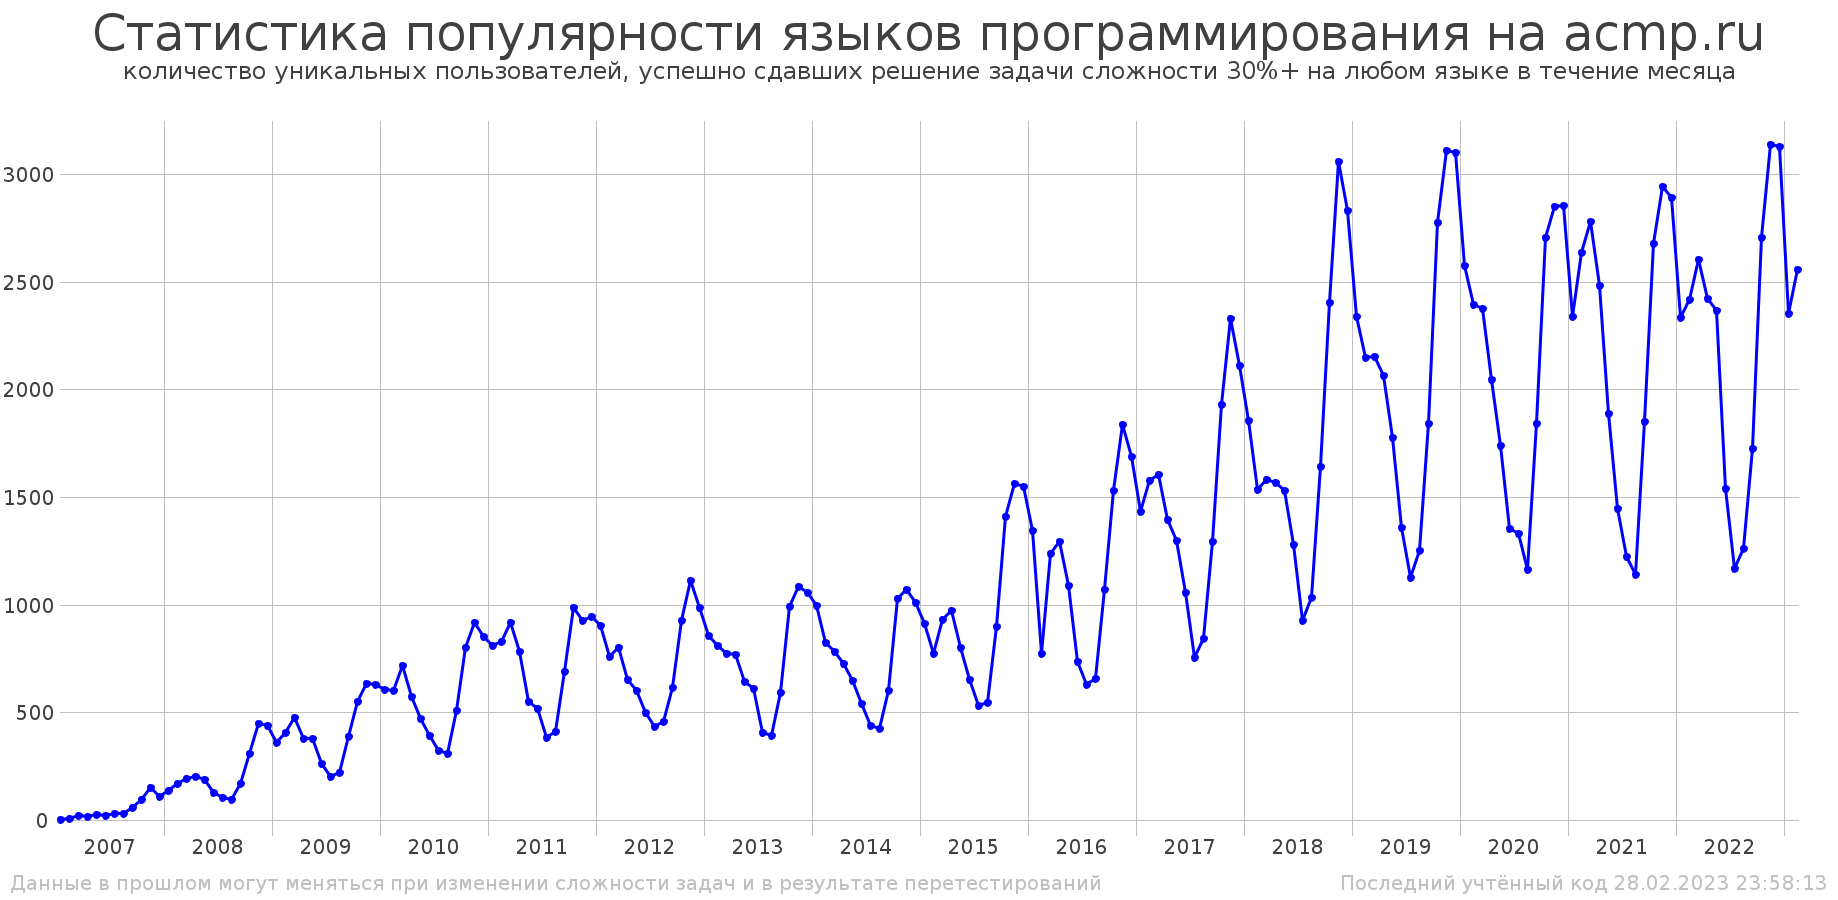 Статистика популярности языков программирования на acmp.ru
количество уникальных пользователей, успешно сдавших решение задачи сложности 30%+ на любом языке в течение месяца
3000
2500
2000
1500
1000
500
0
2007 2008 2009 2010 2011 2012 2013 2014 2015 2016 2017 2018 2019 2020 2021 2022
Данные в прошлом могут меняться при изменении сложности задач и в результате перетестирований Последний учтённый код 28.02.2023 23:58:13